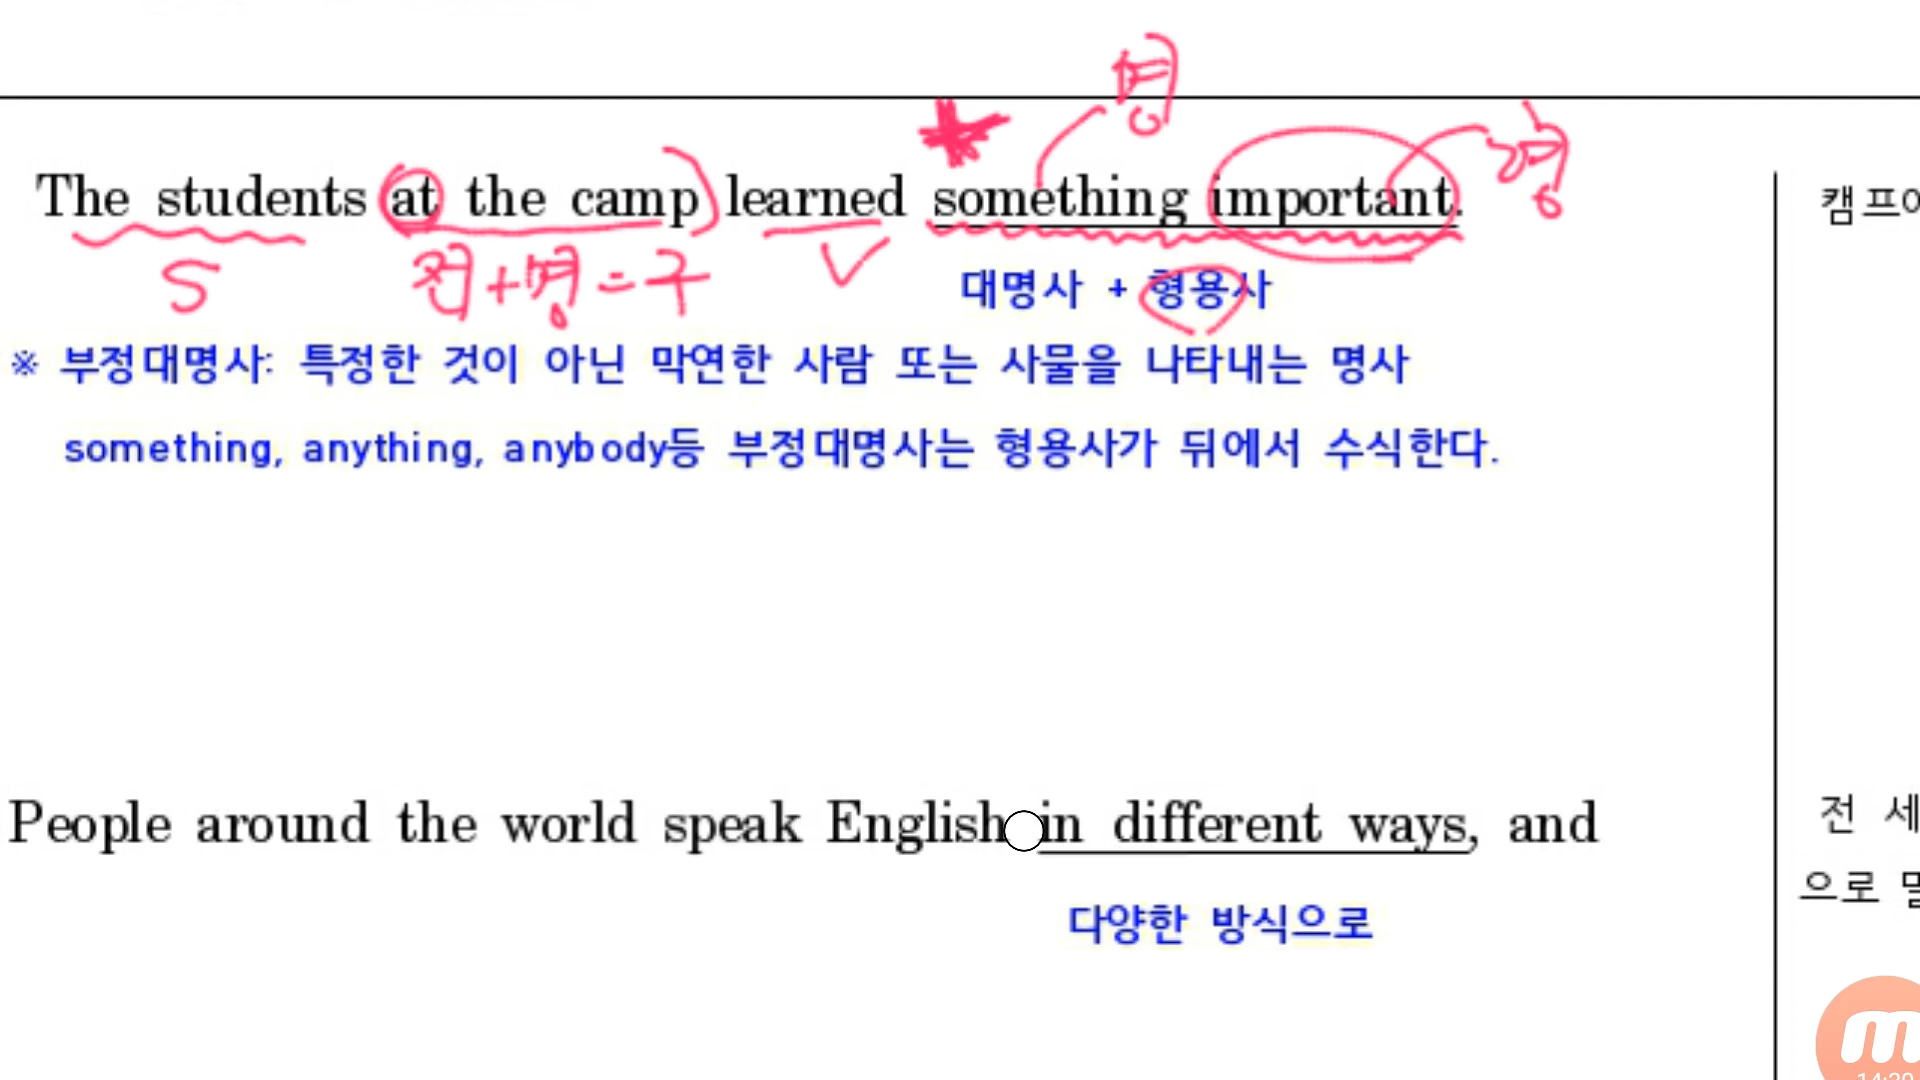 명
The students at the camp learned something important. 형
캠프에
S 전+명=구 V 대명사 + 형용사
※ 부정대명사: 특정한 것이 아닌 막연한 사람 또는 사물을 나타내는 명사
something, anything, anybody등 부정대명사는 형용사가 뒤에서 수식한다.
People around the world speak English in different ways, and
전 세
으로 말
다양한 방식으로
14:20